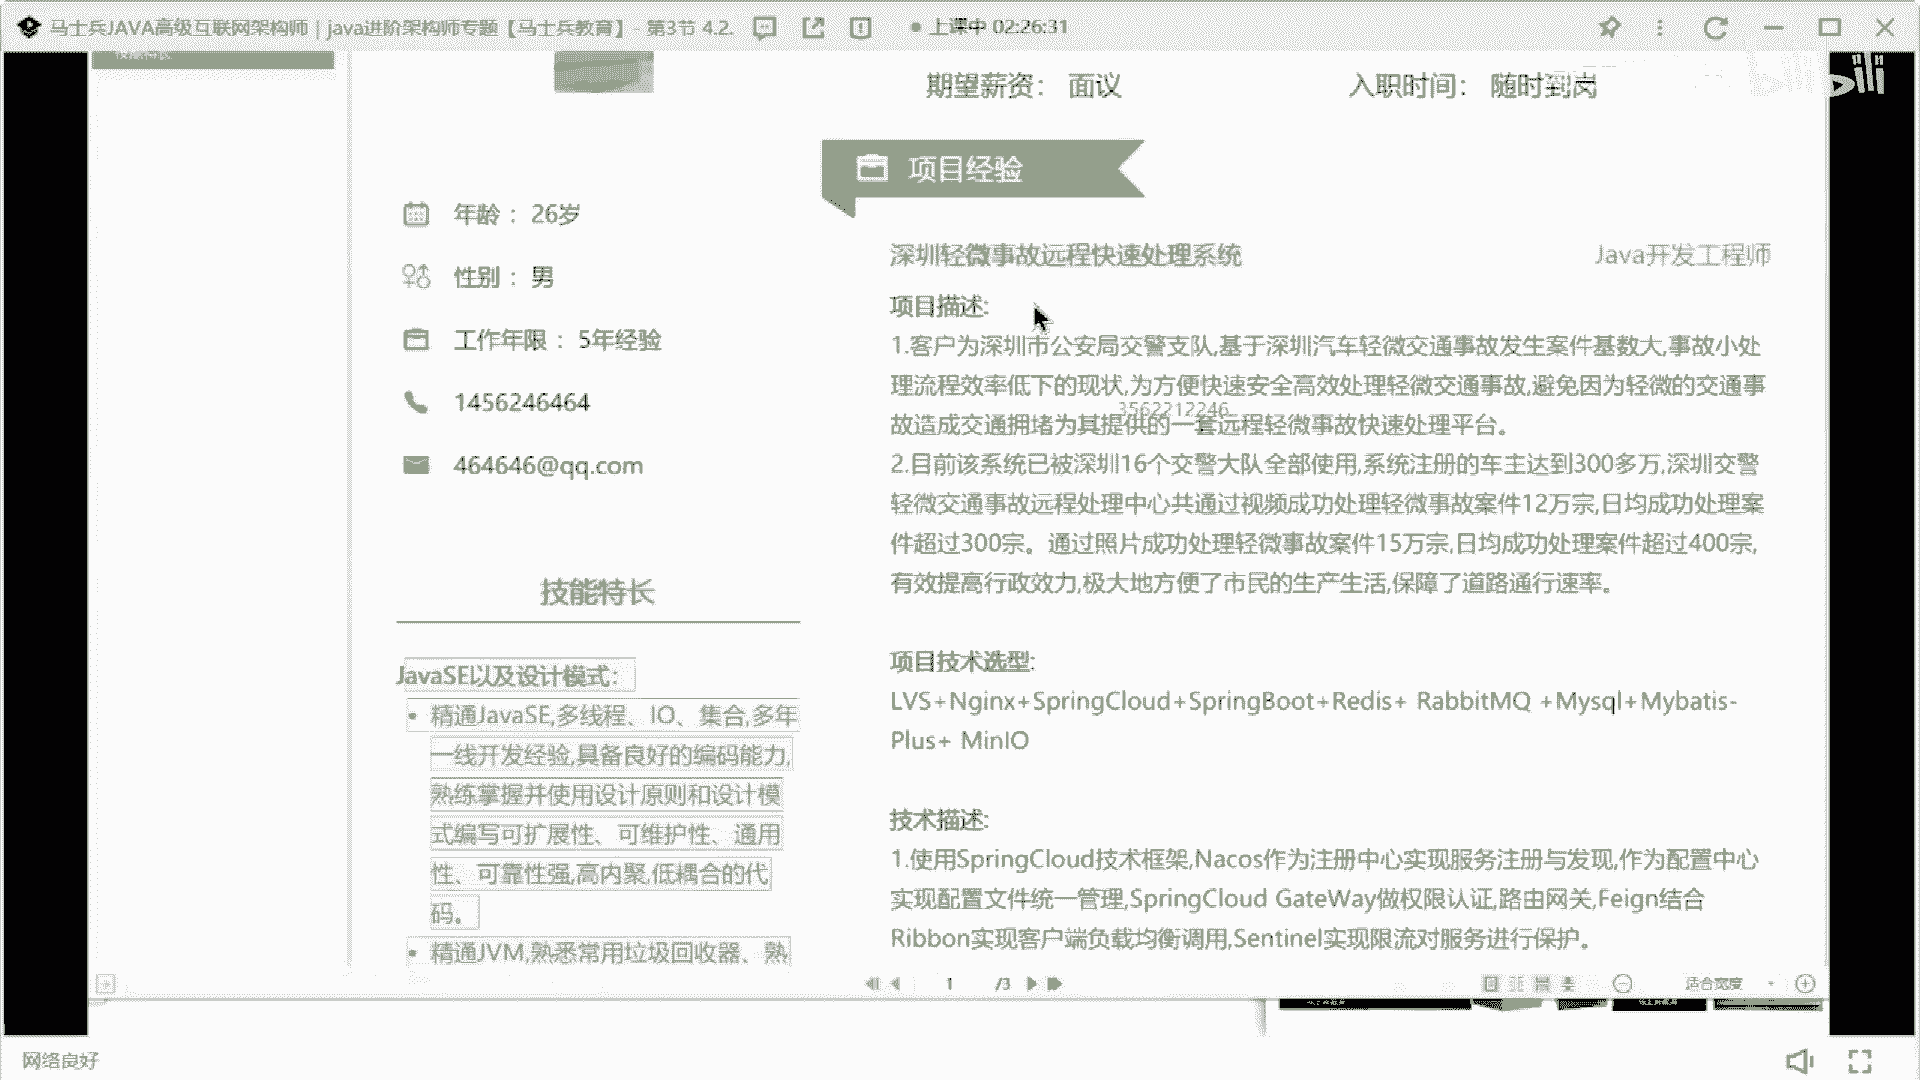 马士兵JAVA高级互联网架构师｜java进阶架构师专题【马士兵教育】- 第3节 4.2.
上课中 02:26:31
bilibili
期望薪资： 面议
入职时间： 随时到岗
项目经验
年龄 ： 26岁
性别 ： 男
工作年限 ： 5年经验
1456246464
464646@qq.com
技能特长
JavaSE以及设计模式：
• 精通JavaSE,多线程、IO、集合,多年
一线开发经验,具备良好的编码能力,
熟练掌握并使用设计原则和设计模
式编写可扩展性、可维护性、通用
性、可靠性强,高内聚,低耦合的代
码。
• 精通JVM,熟悉常用垃圾回收器、熟
深圳轻微事故远程快速处理系统
Java开发工程师
项目描述:
1.客户为深圳市公安局交警支队,基于深圳汽车轻微交通事故发生案件基数大,事故小处
理流程效率低下的现状,为方便快速安全高效处理轻微交通事故,避免因为轻微的交通事
3562212246
故造成交通拥堵为其提供的一套远程轻微事故快速处理平台。
2.目前该系统已被深圳16个交警大队全部使用,系统注册的车主达到300多万,深圳交警
轻微交通事故远程处理中心共通过视频成功处理轻微事故案件12万宗,日均成功处理案
件超过300宗。通过照片成功处理轻微事故案件15万宗,日均成功处理案件超过400宗,
有效提高行政效力,极大地方便了市民的生产生活,保障了道路通行速率。
项目技术选型:
LVS+Nginx+SpringCloud+SpringBoot+Redis+ RabbitMQ +Mysql+Mybatis-
Plus+ MinIO
技术描述:
1.使用SpringCloud技术框架,Nacos作为注册中心实现服务注册与发现,作为配置中心
实现配置文件统一管理,SpringCloud GateWay做权限认证,路由网关,Feign结合
Ribbon实现客户端负载均衡调用,Sentinel实现限流对服务进行保护。
1 /3
适合宽度
网络良好